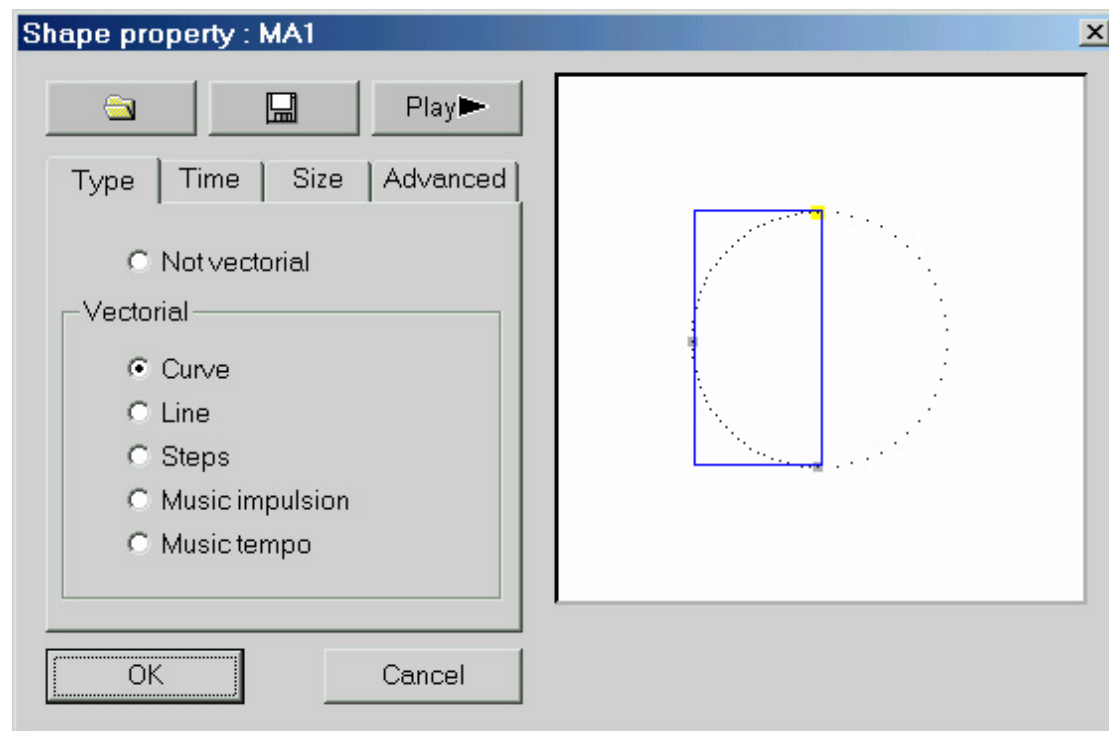 Shape property : MA1
Play
Type Time Size Advanced
Not vectorial
Vectorial
Curve
Line
Steps
Music impulsion
Music tempo
OK Cancel